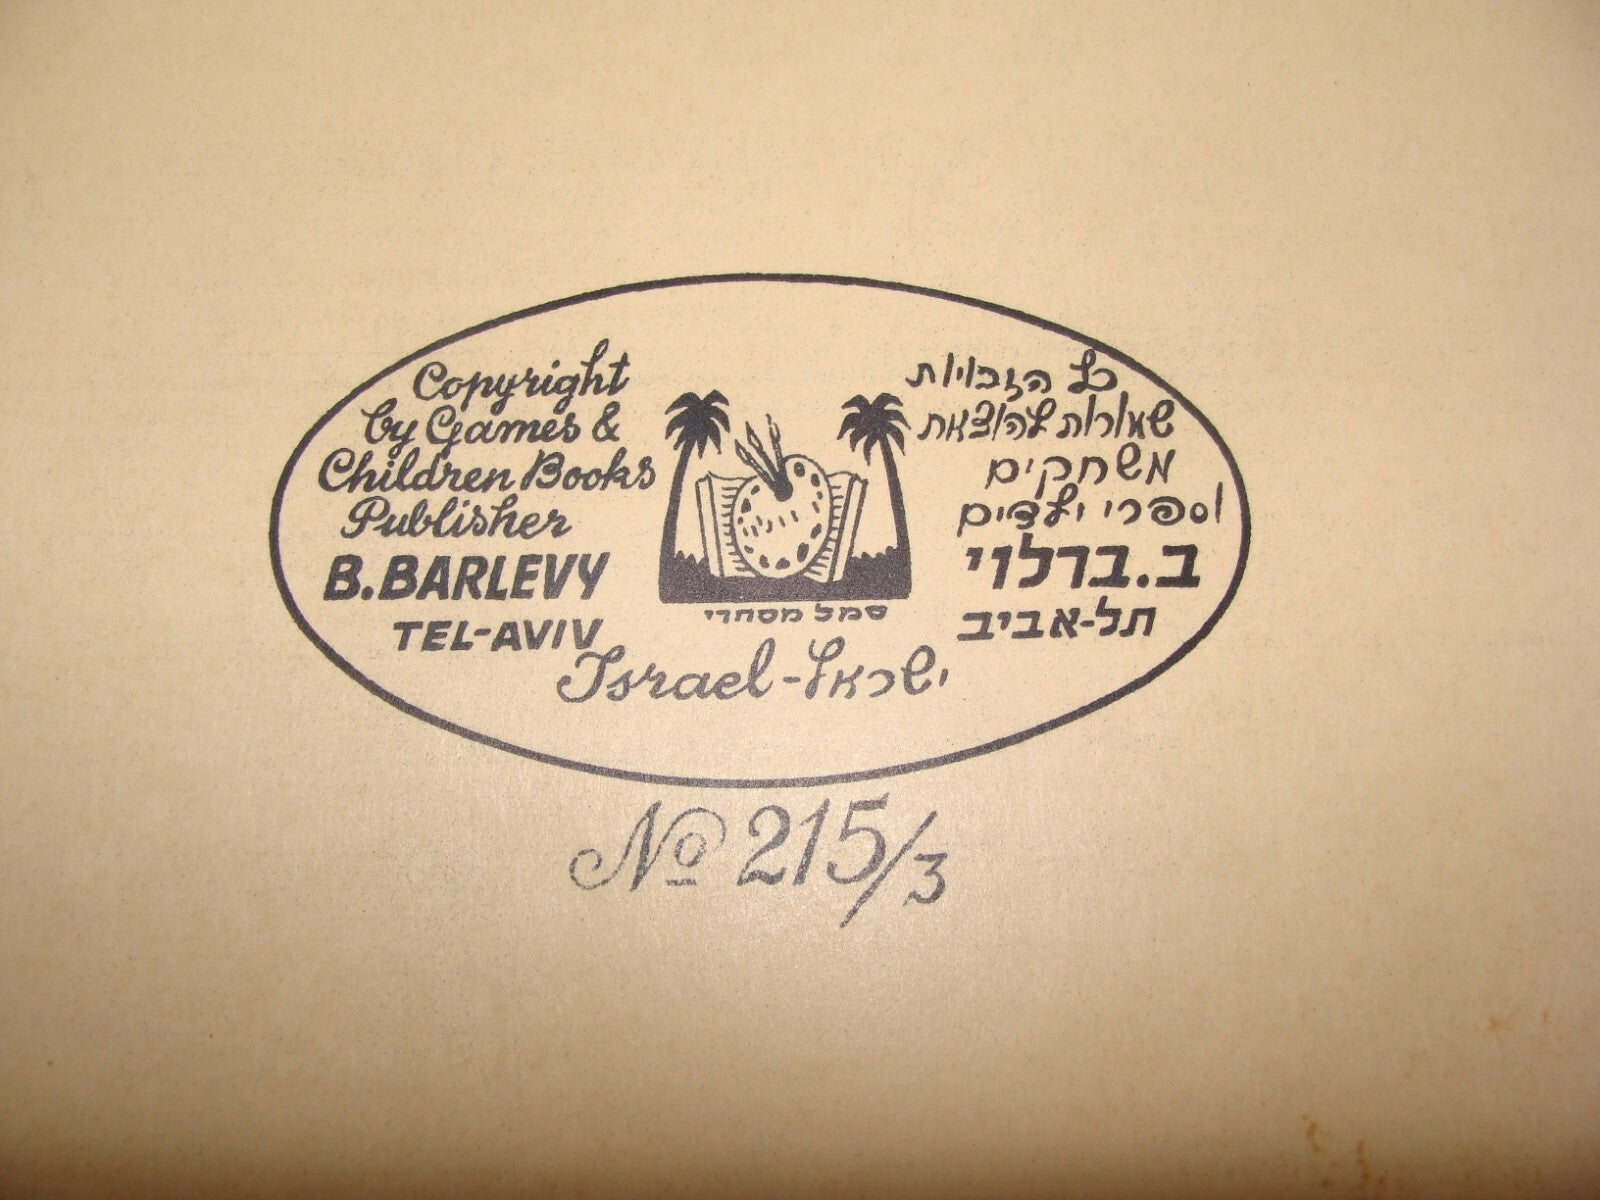 Copyright
by Games &
Children Books
Publisher
B.BARLEVY
TEL-AVIV
כל הזכויות
שמורות להוצאת
משחקים
וספרי ילדים
ב.ברלוי
תל-אביב
סמל מסחרי
Israel-ישראל
No 215/3